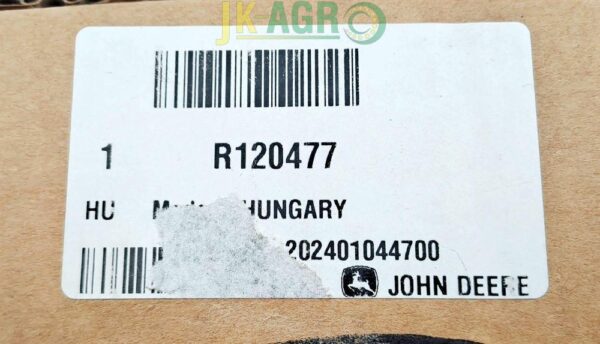 JK AGRO
1 R120477
HU HUNGARY
202401044700
JOHN DEERE